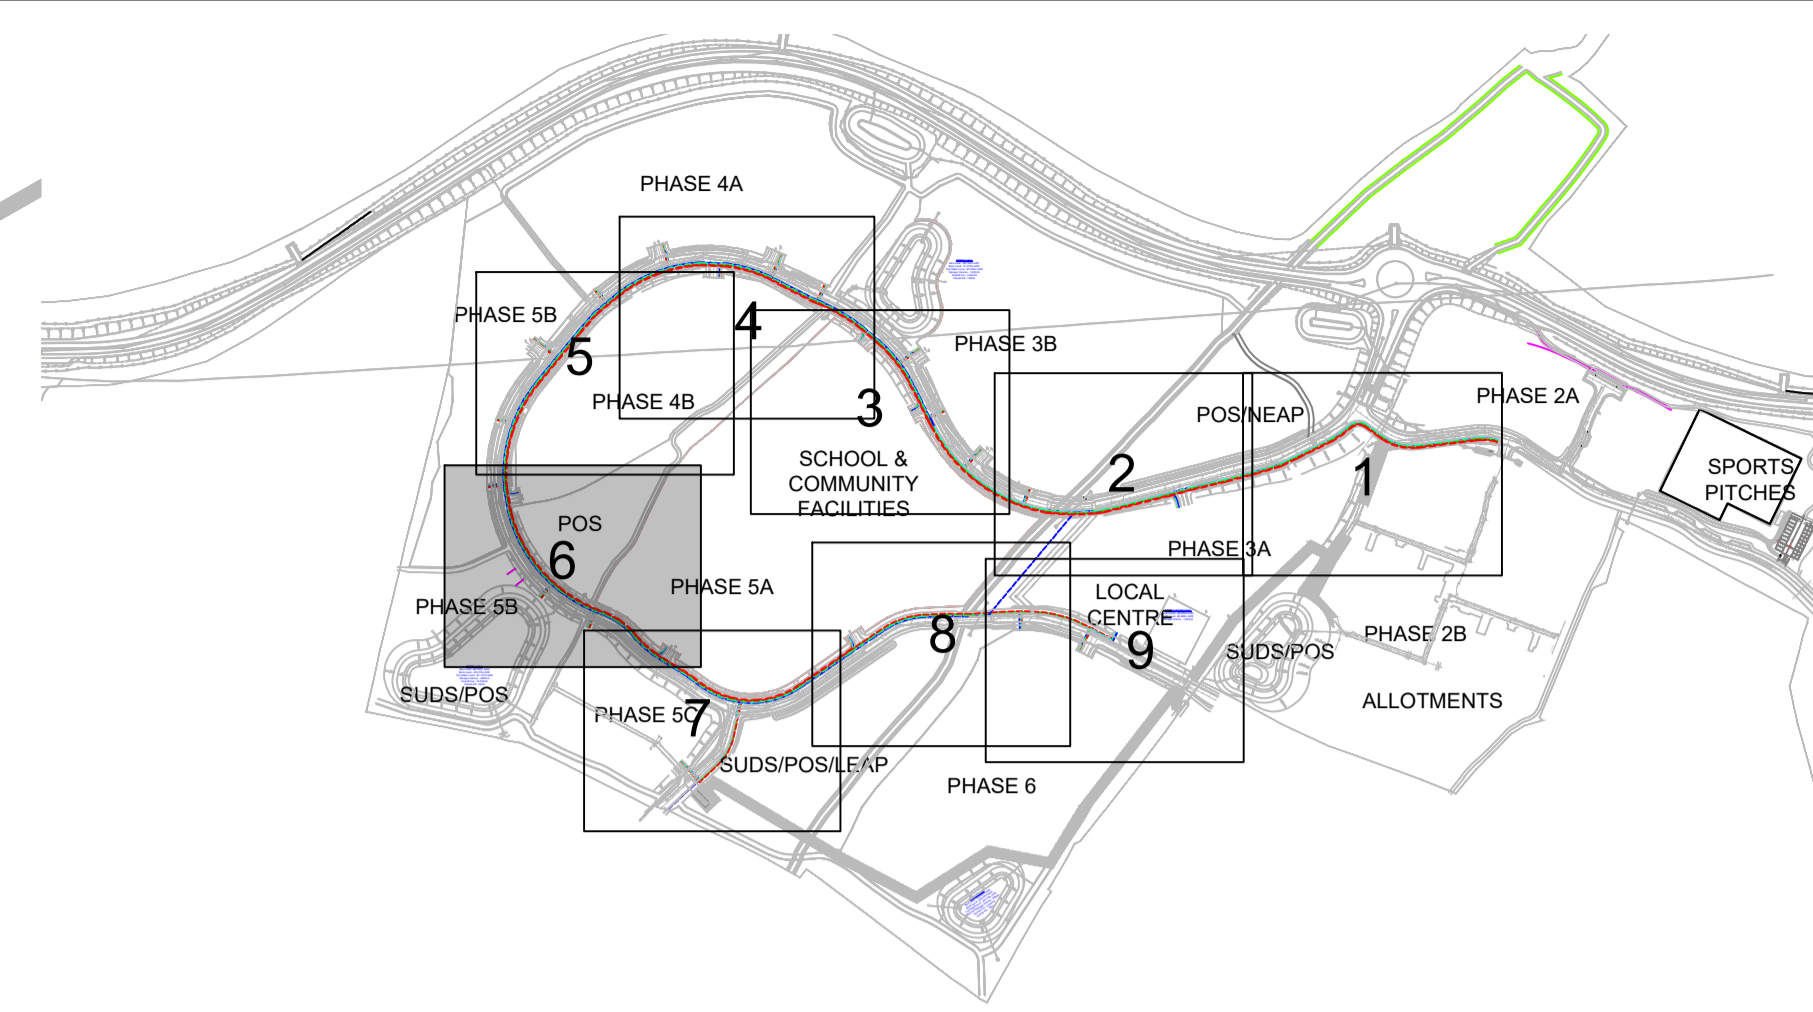 PHASE 4A
PHASE 5B
4
5
PHASE 3B
PHASE 4B
3
PHASE 2A
POS/NEAP
SCHOOL &
COMMUNITY
FACILITIES
2
1
SPORTS
PITCHES
POS
6
PHASE 3A
PHASE 5A
PHASE 5B
LOCAL
CENTRE
8
9
PHASE 2B
SUDS/POS
SUDS/POS
ALLOTMENTS
PHASE 5C
7
SUDS/POS/LEAP
PHASE 6